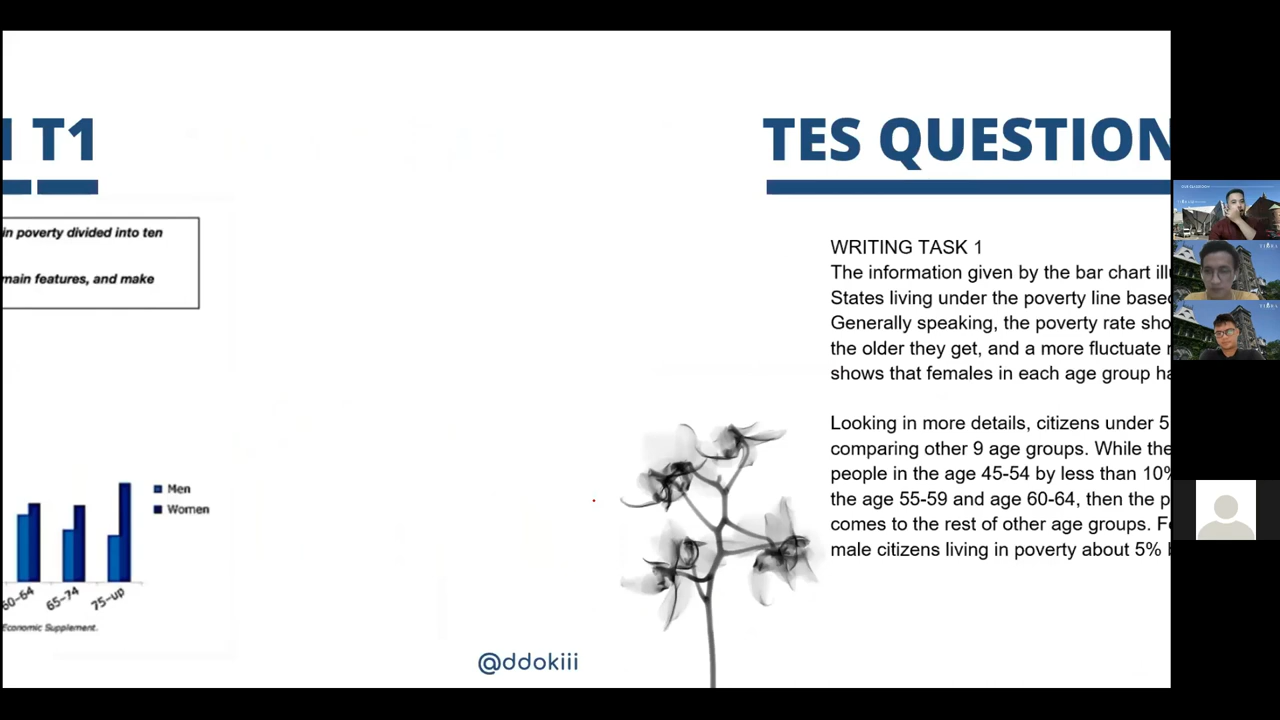 T1
in poverty divided into ten
main features, and make
Men
Women
60–64
65–74
75–up
Economic Supplement.
@ddokiii
TES QUESTION
WRITING TASK 1
The information given by the bar chart
States living under the poverty line
Generally speaking, the poverty rate
the older they get, and a more fluctuate
shows that females in each age group
Looking in more details, citizens under 5
comparing other 9 age groups. While the
people in the age 45-54 by less than 10%
the age 55-59 and age 60-64, then the p
comes to the rest of other age groups.
male citizens living in poverty about 5%